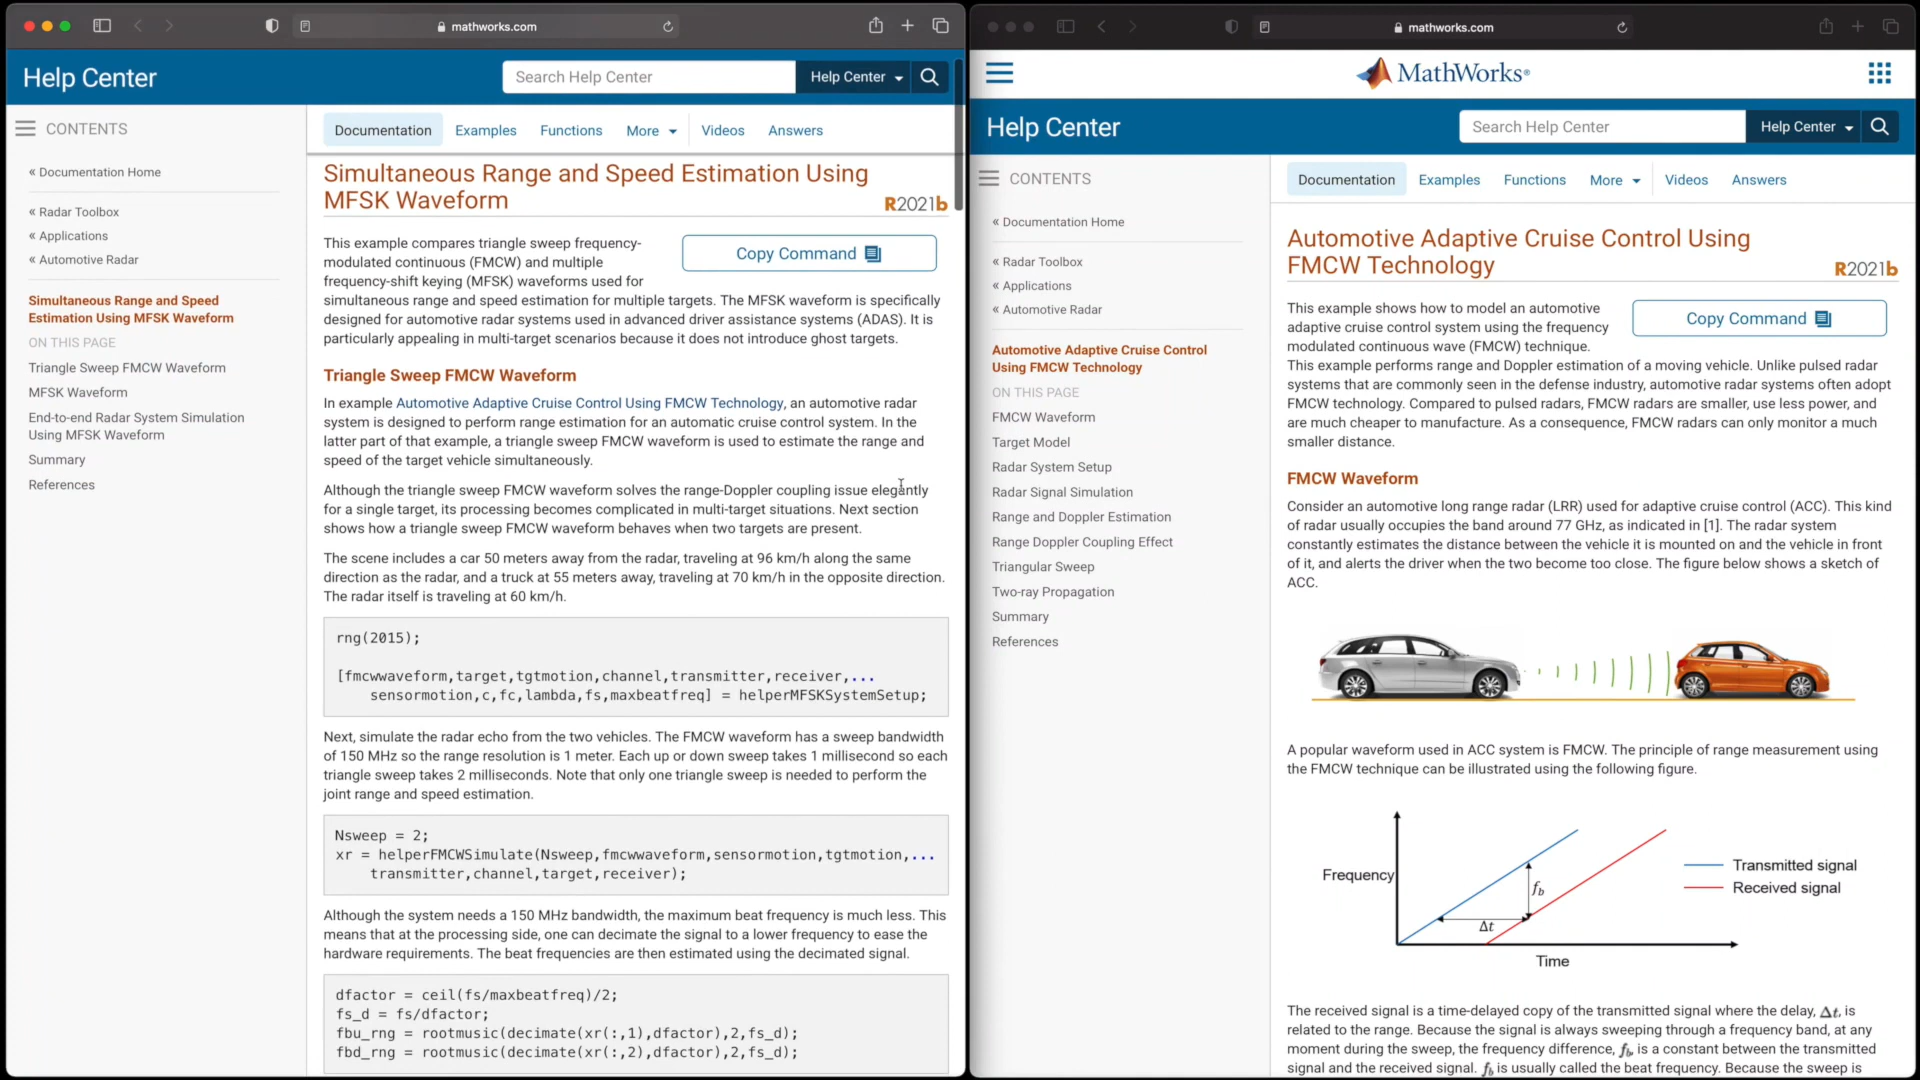 mathworks.com
Help Center
Search Help Center
Help Center
CONTENTS
« Documentation Home
« Radar Toolbox
« Applications
« Automotive Radar
Simultaneous Range and Speed
Estimation Using MFSK Waveform
ON THIS PAGE
Triangle Sweep FMCW Waveform
MFSK Waveform
End-to-end Radar System Simulation
Using MFSK Waveform
Summary
References
Documentation Examples Functions More Videos Answers
Simultaneous Range and Speed Estimation Using
MFSK Waveform
R2021b
Copy Command
This example compares triangle sweep frequency-
modulated continuous (FMCW) and multiple
frequency-shift keying (MFSK) waveforms used for
simultaneous range and speed estimation for multiple targets. The MFSK waveform is specifically
designed for automotive radar systems used in advanced driver assistance systems (ADAS). It is
particularly appealing in multi-target scenarios because it does not introduce ghost targets.
Triangle Sweep FMCW Waveform
In example Automotive Adaptive Cruise Control Using FMCW Technology, an automotive radar
system is designed to perform range estimation for an automatic cruise control system. In the
latter part of that example, a triangle sweep FMCW waveform is used to estimate the range and
speed of the target vehicle simultaneously.
Although the triangle sweep FMCW waveform solves the range-Doppler coupling issue elegantly
for a single target, its processing becomes complicated in multi-target situations. Next section
shows how a triangle sweep FMCW waveform behaves when two targets are present.
The scene includes a car 50 meters away from the radar, traveling at 96 km/h along the same
direction as the radar, and a truck at 55 meters away, traveling at 70 km/h in the opposite direction.
The radar itself is traveling at 60 km/h.
rng(2015);
[fmcwwaveform,target,tgtmotion,channel,transmitter,receiver,...
sensormotion,c,fc,lambda,fs,maxbeatfreq] = helperMFSKSystemSetup;
Next, simulate the radar echo from the two vehicles. The FMCW waveform has a sweep bandwidth
of 150 MHz so the range resolution is 1 meter. Each up or down sweep takes 1 millisecond so each
triangle sweep takes 2 milliseconds. Note that only one triangle sweep is needed to perform the
joint range and speed estimation.
Nsweep = 2;
xr = helperFMCWSimulate(Nsweep,fmcwwaveform,sensormotion,tgtmotion,...
transmitter,channel,target,receiver);
Although the system needs a 150 MHz bandwidth, the maximum beat frequency is much less. This
means that at the processing side, one can decimate the signal to a lower frequency to ease the
hardware requirements. The beat frequencies are then estimated using the decimated signal.
dfactor = ceil(fs/maxbeatfreq)/2;
fs_d = fs/dfactor;
fbu_rng = rootmusic(decimate(xr(:,1),dfactor),2,fs_d);
fbd_rng = rootmusic(decimate(xr(:,2),dfactor),2,fs_d);
mathworks.com
MathWorks®
Help Center
Search Help Center
Help Center
CONTENTS
« Documentation Home
« Radar Toolbox
« Applications
« Automotive Radar
Automotive Adaptive Cruise Control
Using FMCW Technology
ON THIS PAGE
FMCW Waveform
Target Model
Radar System Setup
Radar Signal Simulation
Range and Doppler Estimation
Range Doppler Coupling Effect
Triangular Sweep
Two-ray Propagation
Summary
References
Documentation Examples Functions More Videos Answers
Automotive Adaptive Cruise Control Using
FMCW Technology
R2021b
Copy Command
This example shows how to model an automotive
adaptive cruise control system using the frequency
modulated continuous wave (FMCW) technique.
This example performs range and Doppler estimation of a moving vehicle. Unlike pulsed radar
systems that are commonly seen in the defense industry, automotive radar systems often adopt
FMCW technology. Compared to pulsed radars, FMCW radars are smaller, use less power, and
are much cheaper to manufacture. As a consequence, FMCW radars can only monitor a much
smaller distance.
FMCW Waveform
Consider an automotive long range radar (LRR) used for adaptive cruise control (ACC). This kind
of radar usually occupies the band around 77 GHz, as indicated in [1]. The radar system
constantly estimates the distance between the vehicle it is mounted on and the vehicle in front
of it, and alerts the driver when the two become too close. The figure below shows a sketch of
ACC.
A popular waveform used in ACC system is FMCW. The principle of range measurement using
the FMCW technique can be illustrated using the following figure.
Frequency
fb
Δt
Time
Transmitted signal
Received signal
The received signal is a time-delayed copy of the transmitted signal where the delay, Δt, is
related to the range. Because the signal is always sweeping through a frequency band, at any
moment during the sweep, the frequency difference, fb, is a constant between the transmitted
signal and the received signal. fb is usually called the beat frequency. Because the sweep is